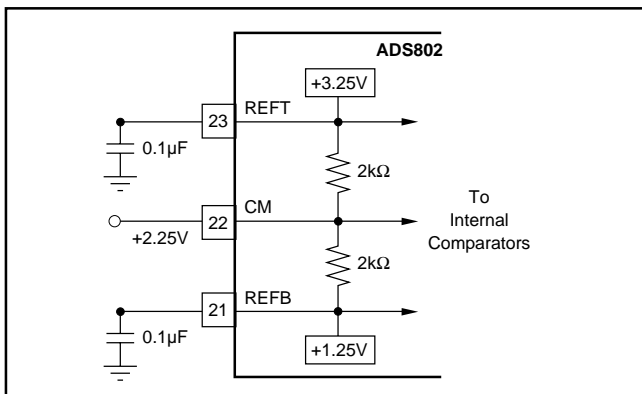 ADS802
+3.25V
23
REFT
0.1µF
2kΩ
To
Internal
Comparators
22
CM
+2.25V
2kΩ
21
REFB
0.1µF
+1.25V